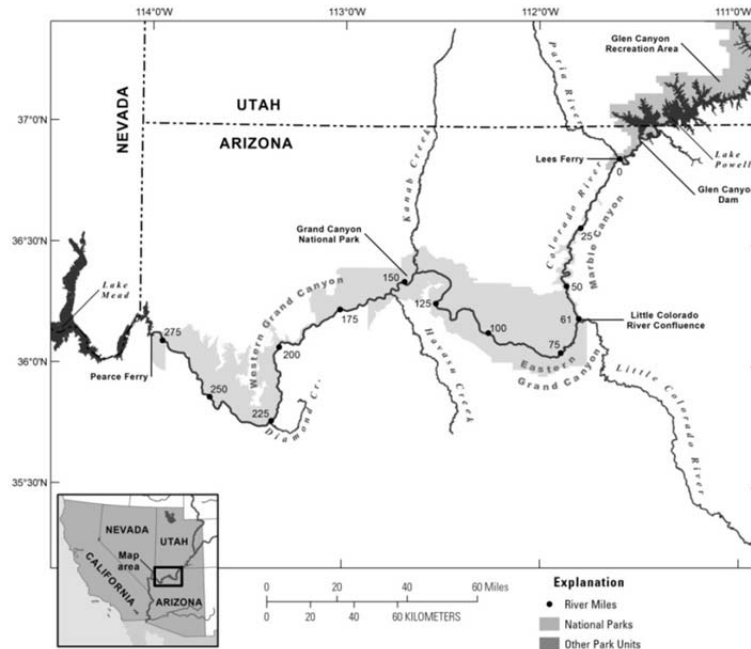 114°00'W
113°00'W
112°00'W
111°00'W
Glen Canyon
Recreation Area
Paria River
37°0'N
NEVADA
UTAH
ARIZONA
Kanab Creek
Lake
Powell
Lees Ferry
0
Glen Canyon
Dam
Colorado River
Marble Canyon
25
36°30'N
Grand Canyon
National Park
150
50
Lake
Mead
Western Grand Canyon
125
61
Little Colorado
River Confluence
175
100
275
200
75
36°0'N
Eastern
Grand Canyon
Pearce Ferry
Havasu Creek
250
225
Diamond Cr.
Little Colorado River
35°30'N
NEVADA
UTAH
Map
area
CALIFORNIA
ARIZONA
0 20 40 60 Miles
0 20 40 60 KILOMETERS
Explanation
River Miles
National Parks
Other Park Units